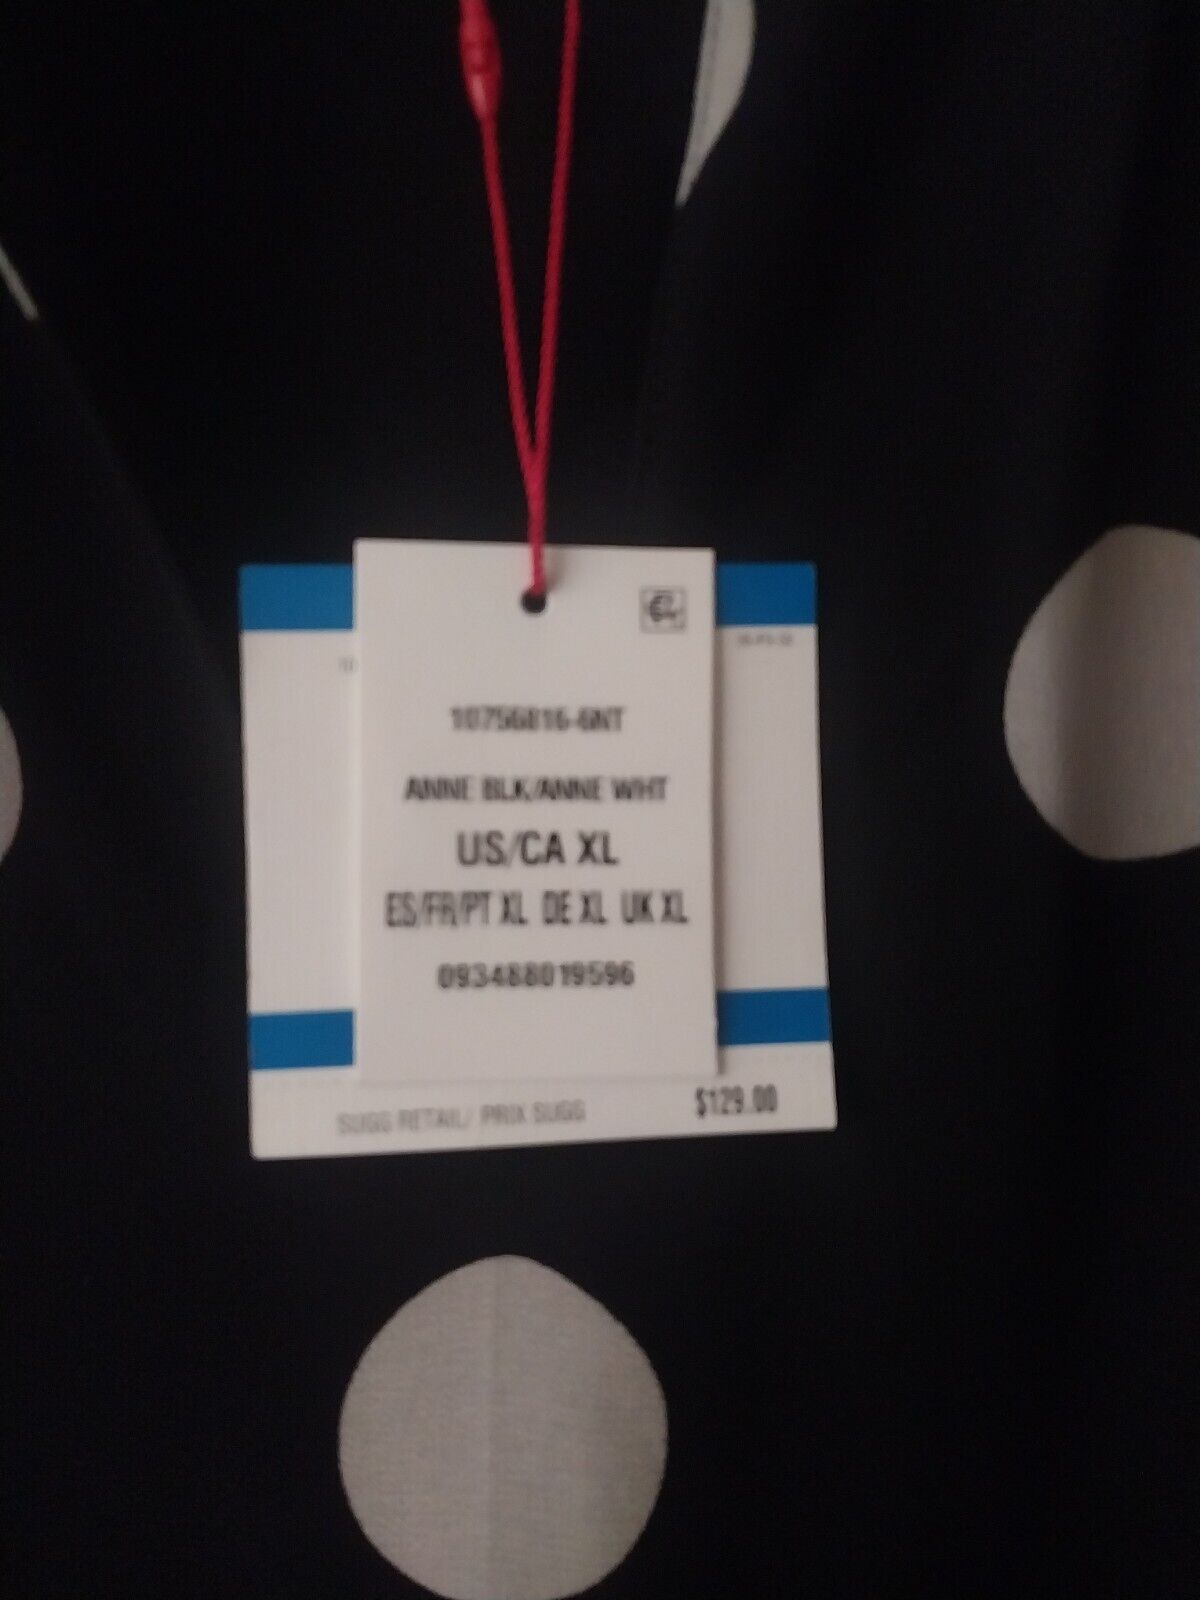 10756816-6NT
ANNE BLK/ANNE WHT
US/CA XL
ES/FR/PT XL DE XL UK XL
093488019596
SUGG RETAIL/ PRIX SUGG $129.00